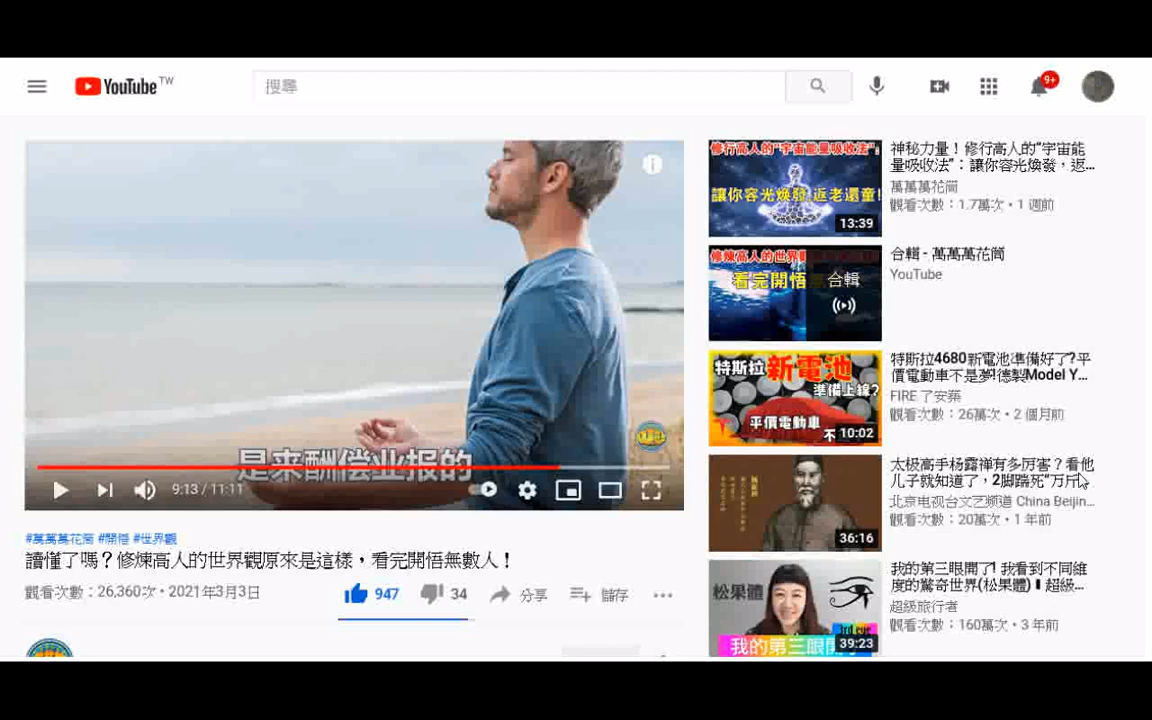 YouTube TW
搜尋
9+
是来酬偿业报的
9:13 / 11:11
#萬萬萬花筒 #開悟 #世界觀
讀懂了嗎？修煉高人的世界觀原來是這樣，看完開悟無數人！
觀看次數：26,360次・2021年3月3日
947
34
分享
儲存
修行高人的“宇宙能量吸收法”：
讓你容光煥發 返老還童！
13:39
神秘力量！修行高人的“宇宙能
量吸收法”：讓你容光煥發，返...
萬萬萬花筒
觀看次數：1.7萬次・1 週前
修煉高人的世界觀
看完開悟
合輯
合輯 - 萬萬萬花筒
YouTube
特斯拉新電池
準備上線?
平價電動車不
10:02
特斯拉4680新電池準備好了?平
價電動車不是夢!德製Model Y...
FIRE 了安森
觀看次數：26萬次・2 個月前
36:16
太极高手杨露禅有多厉害？看他
儿子就知道了，2脚踏死“万斤...
北京电视台文艺频道 China Beijin...
觀看次數：20萬次・1 年前
松果體
我的第三眼開
39:23
我的第三眼開了! 我看到不同維
度的驚奇世界(松果體)▮超級...
超級旅行者
觀看次數：160萬次・3 年前